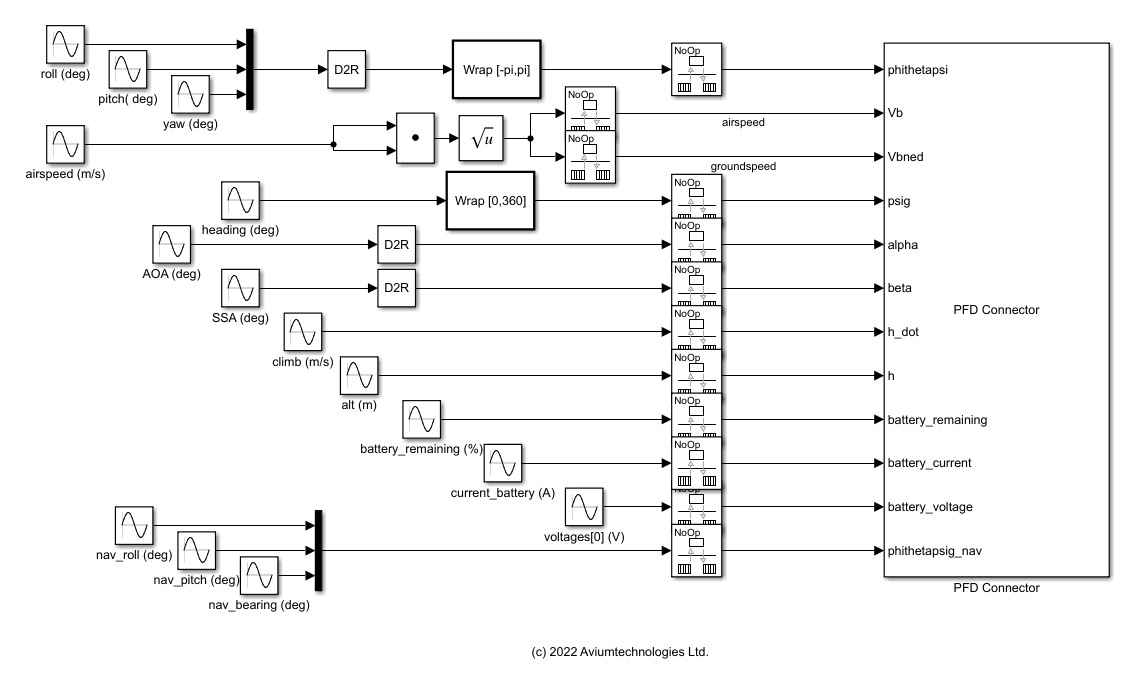 roll (deg)
pitch( deg)
yaw (deg)
D2R
Wrap [-pi,pi]
NoOp
phithetapsi
airspeed (m/s)
√u
NoOp
airspeed
Vb
NoOp
groundspeed
Vbned
heading (deg)
Wrap [0,360]
NoOp
psig
AOA (deg)
D2R
NoOp
alpha
SSA (deg)
D2R
NoOp
beta
PFD Connector
climb (m/s)
NoOp
h_dot
alt (m)
NoOp
h
battery_remaining (%)
NoOp
battery_remaining
current_battery (A)
NoOp
battery_current
voltages[0] (V)
NoOp
battery_voltage
nav_roll (deg)
nav_pitch (deg)
nav_bearing (deg)
NoOp
phithetapsig_nav
PFD Connector
(c) 2022 Aviumtechnologies Ltd.